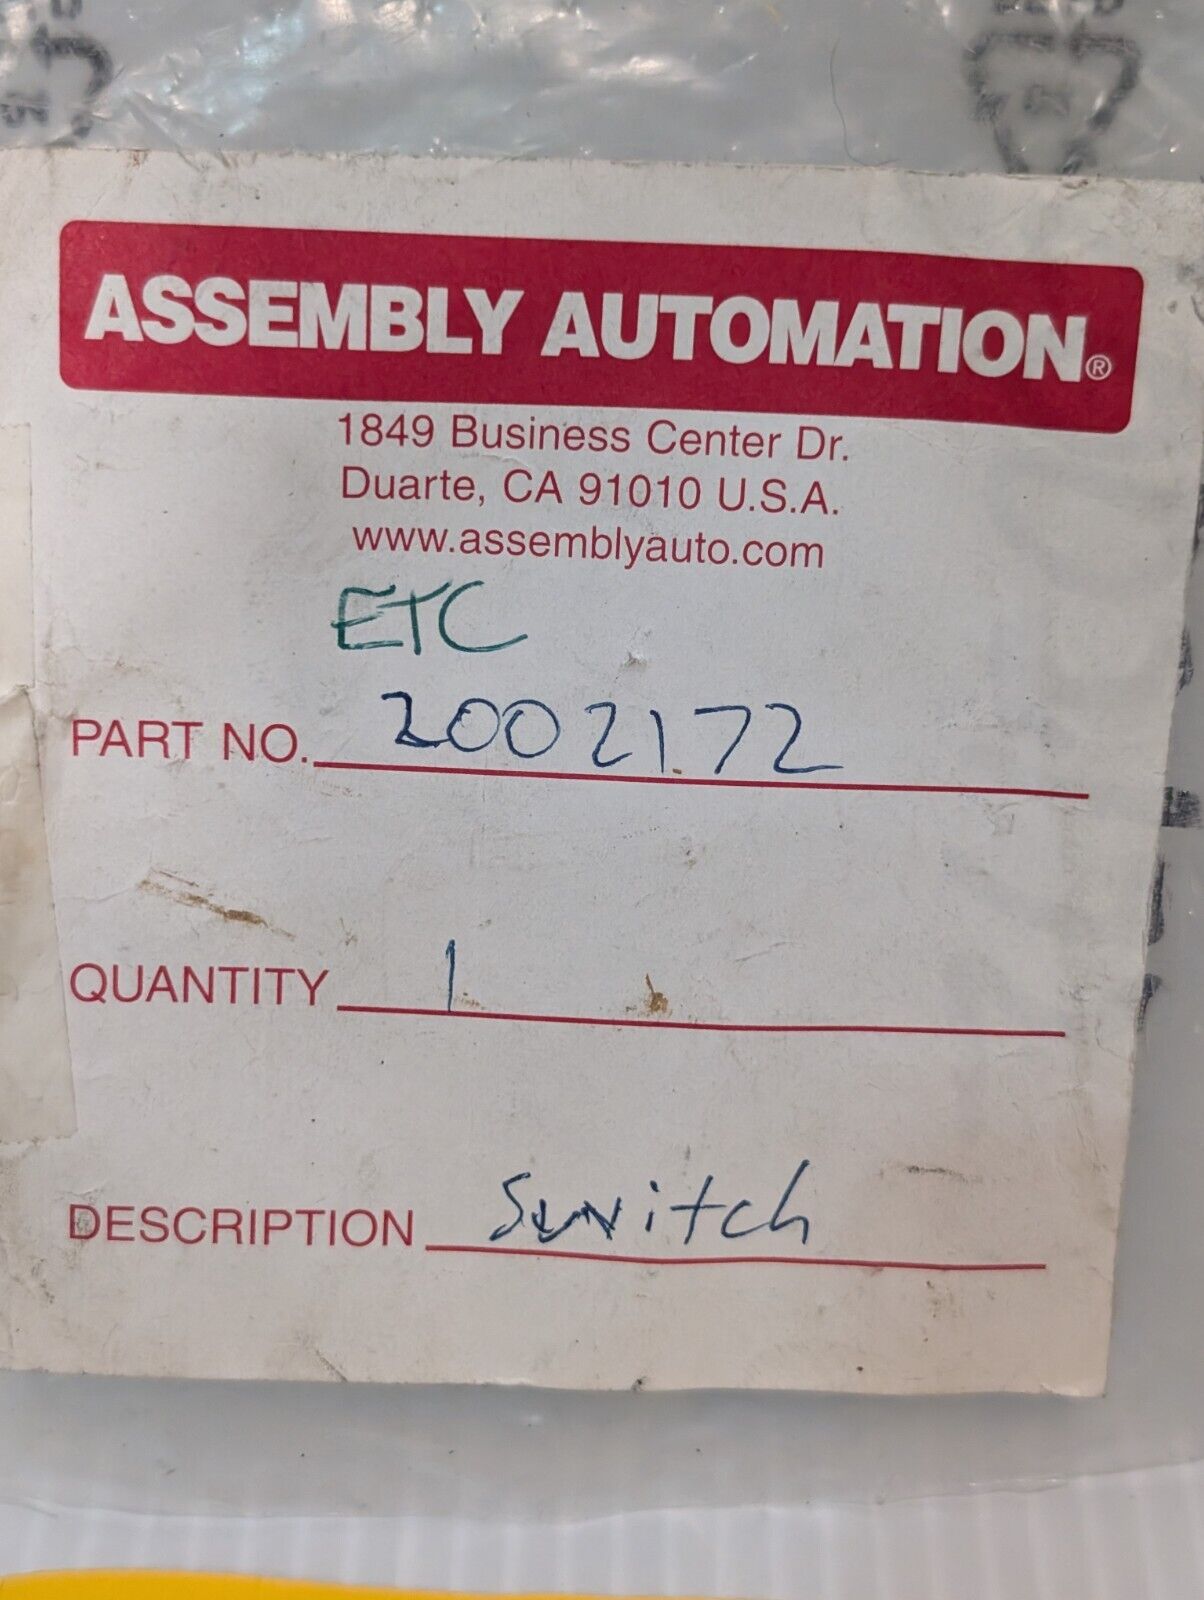 ASSEMBLY AUTOMATION®
1849 Business Center Dr.
Duarte, CA 91010 U.S.A.
www.assemblyauto.com
ETC
PART NO. 2002172
QUANTITY 1
DESCRIPTION Switch